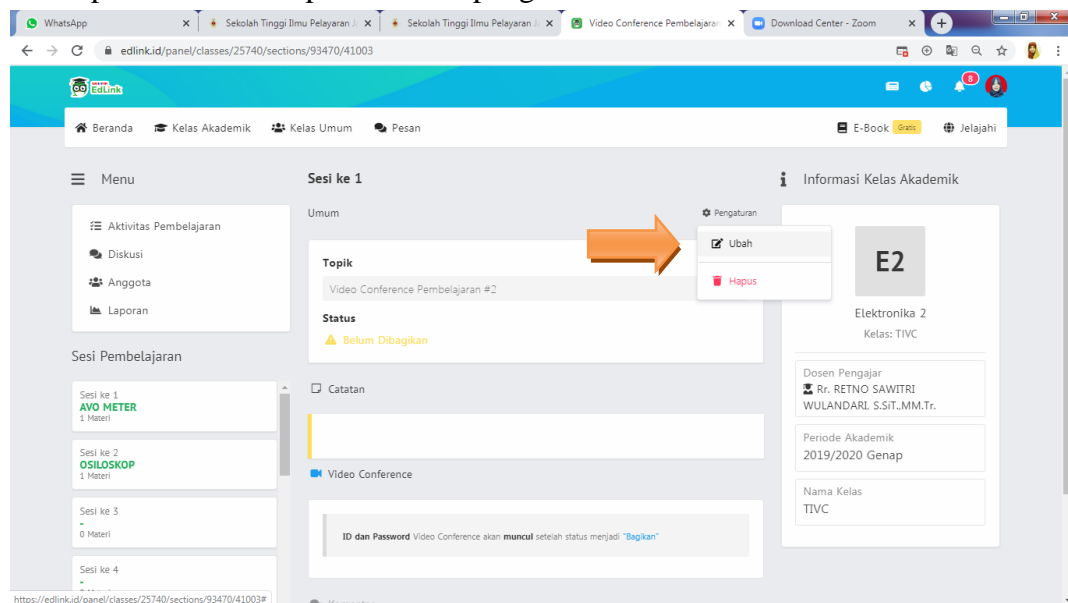 WhatsApp
Sekolah Tinggi Ilmu Pelayaran
Sekolah Tinggi Ilmu Pelayaran
Video Conference Pembelajaran
Download Center - Zoom
edlink.id/panel/classes/25740/sections/93470/41003
EdLink
8
Beranda
Kelas Akademik
Kelas Umum
Pesan
E-Book Gratis
Jelajahi
Menu
Aktivitas Pembelajaran
Diskusi
Anggota
Laporan
Sesi Pembelajaran
Sesi ke 1
AVO METER
1 Materi
Sesi ke 2
OSILOSKOP
1 Materi
Sesi ke 3
-
0 Materi
Sesi ke 4
-
Sesi ke 1
Umum
Pengaturan
Ubah
Hapus
Topik
Video Conference Pembelajaran #2
Status
Belum Dibagikan
Catatan
Video Conference
ID dan Password Video Conference akan muncul setelah status menjadi "Bagikan"
Informasi Kelas Akademik
E2
Elektronika 2
Kelas: TIVC
Dosen Pengajar
Rr. RETNO SAWITRI
WULANDARI, S.SiT.,MM.Tr.
Periode Akademik
2019/2020 Genap
Nama Kelas
TIVC
https://edlink.id/panel/classes/25740/sections/93470/41003#